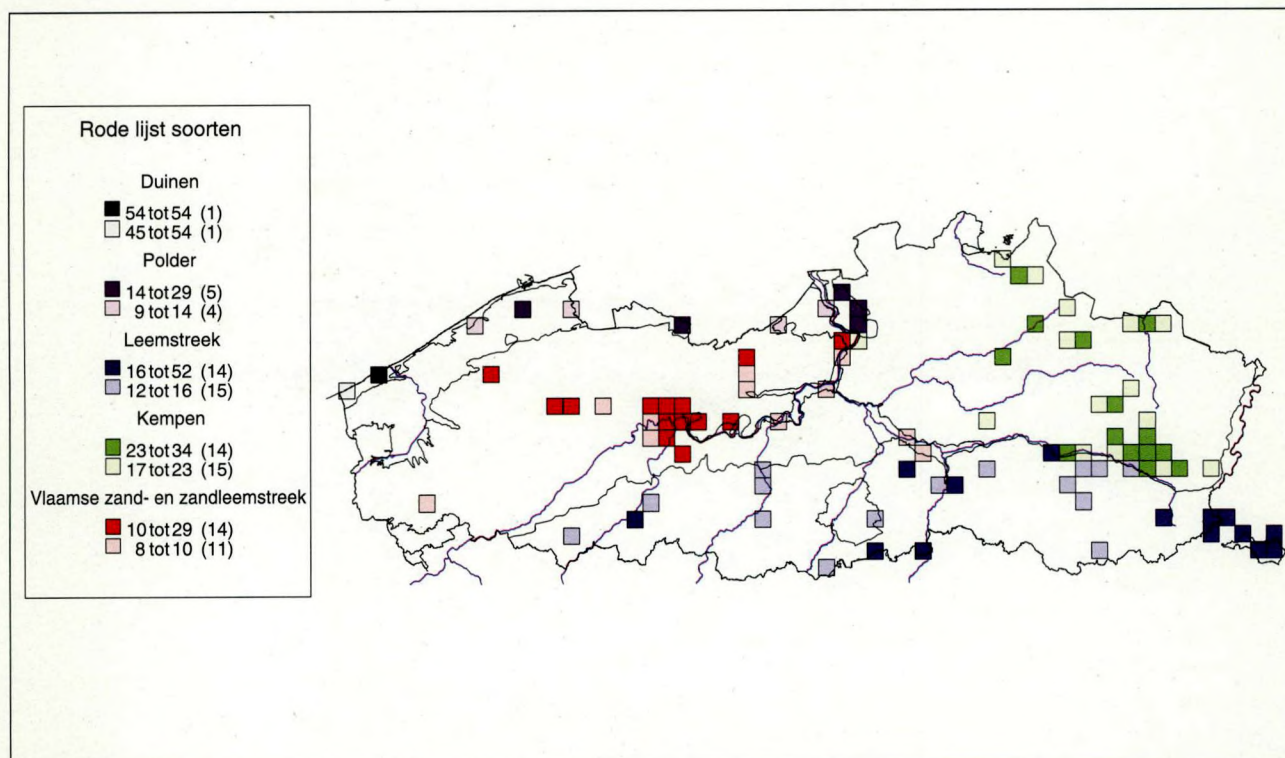 Rode lijst soorten
Duinen
54 tot 54 (1)
45 tot 54 (1)
Polder
14 tot 29 (5)
9 tot 14 (4)
Leemstreek
16 tot 52 (14)
12 tot 16 (15)
Kempen
23 tot 34 (14)
17 tot 23 (15)
Vlaamse zand- en zandleemstreek
10 tot 29 (14)
8 tot 10 (11)